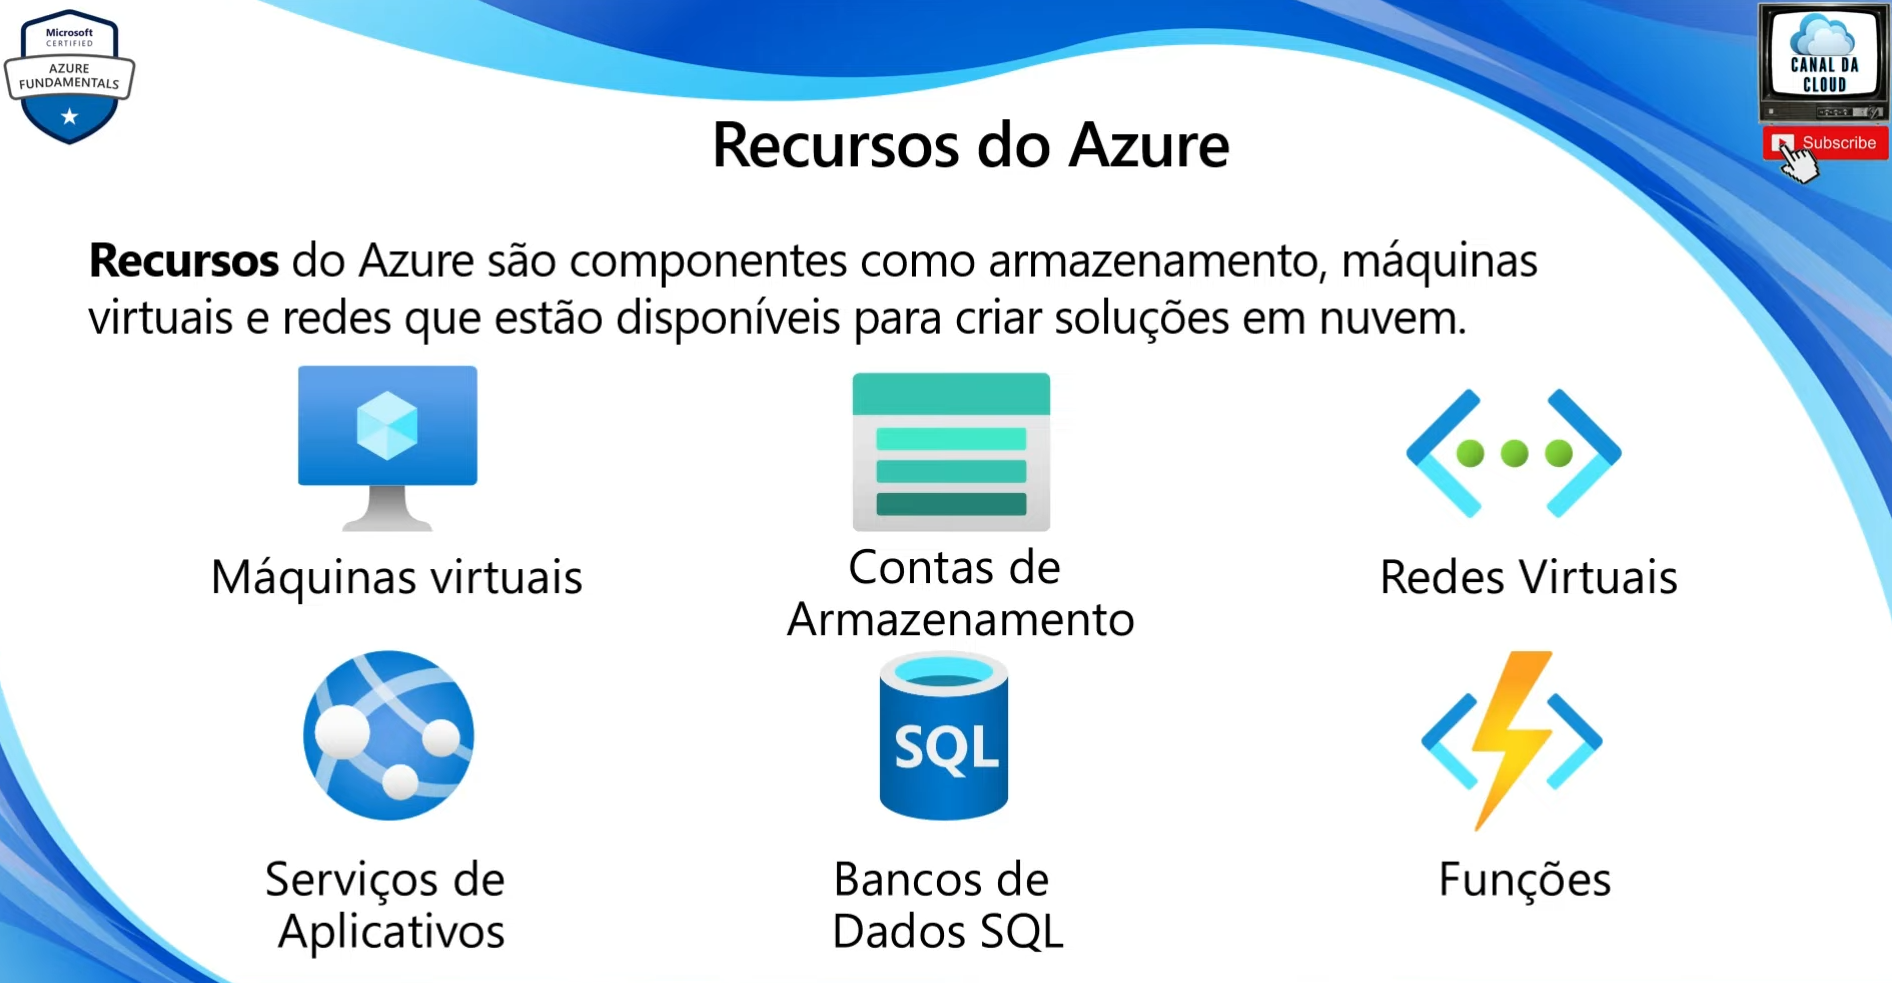 Microsoft
CERTIFIED
AZURE
FUNDAMENTALS
CANAL DA
CLOUD
Subscribe
Recursos do Azure
Recursos do Azure são componentes como armazenamento, máquinas
virtuais e redes que estão disponíveis para criar soluções em nuvem.
Máquinas virtuais
Contas de
Armazenamento
Redes Virtuais
SQL
Serviços de
Aplicativos
Bancos de
Dados SQL
Funções